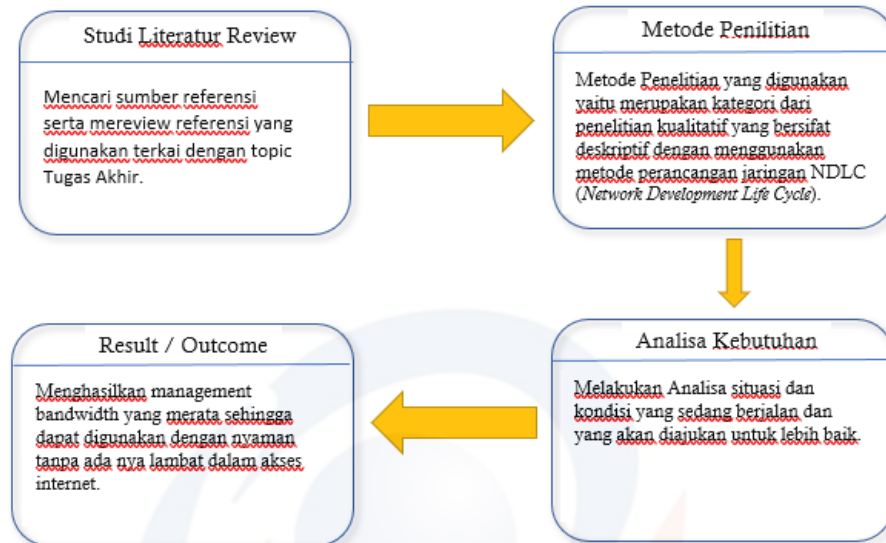 Studi Literatur Review
Mencari sumber referensi
serta mereview referensi yang
digunakan terkai dengan topic
Tugas Akhir.
Metode Penilitian
Metode Penelitian yang digunakan
yaitu merupakan kategori dari
penelitian kualitatif yang bersifat
deskriptif dengan menggunakan
metode perancangan jaringan NDLC
(Network Development Life Cycle).
Analisa Kebutuhan
Melakukan Analisa situasi dan
kondisi yang sedang berjalan dan
yang akan diajukan untuk lebih baik.
Result / Outcome
Menghasilkan management
bandwidth yang merata sehingga
dapat digunakan dengan nyaman
tanpa ada nya lambat dalam akses
internet.